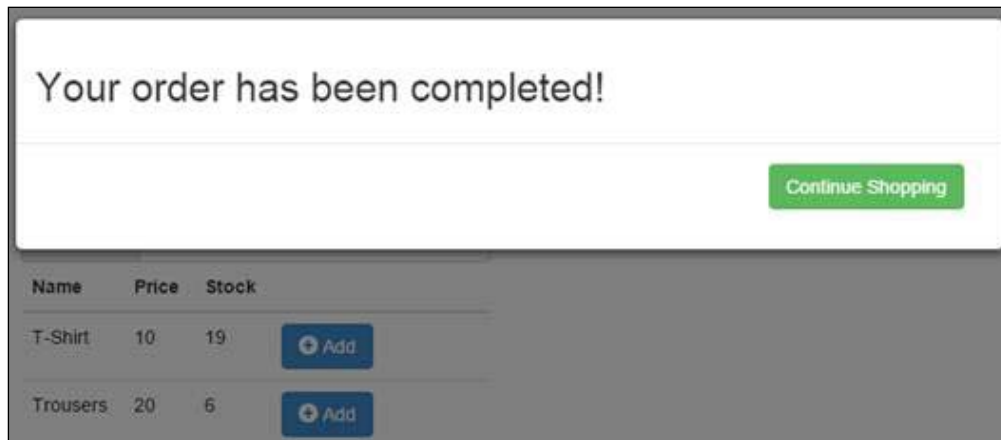 Your order has been completed!
Continue Shopping
Name Price Stock
T-Shirt 10 19 Add
Trousers 20 6 Add